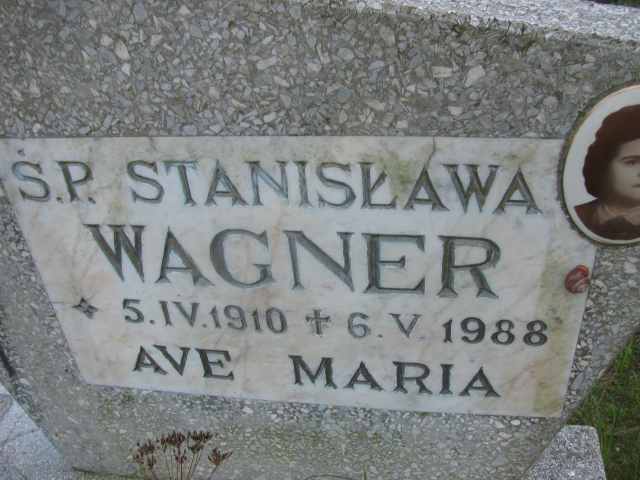 Ś.P. STANISŁAWA
WAGNER
5.IV.1910 ✝ 6.V.1988
AVE MARIA